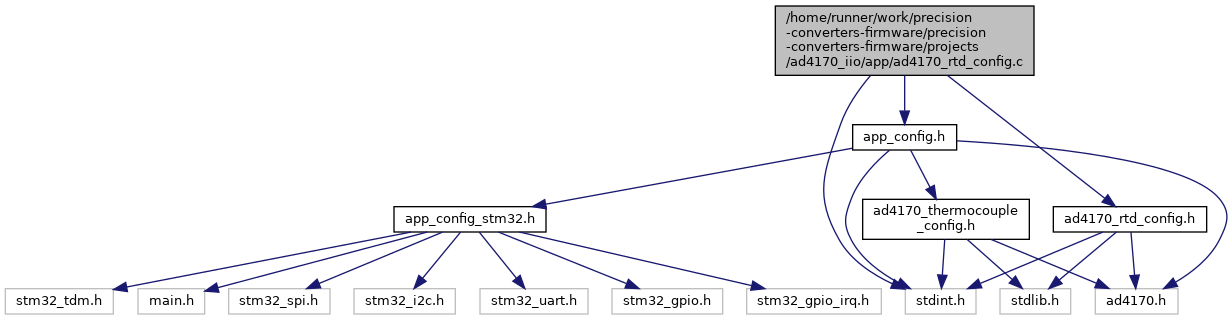 /home/runner/work/precision
-converters-firmware/precision
-converters-firmware/projects
/ad4170_iio/app/ad4170_rtd_config.c
app_config.h
app_config_stm32.h
ad4170_thermocouple
_config.h
ad4170_rtd_config.h
stm32_tdm.h
main.h
stm32_spi.h
stm32_i2c.h
stm32_uart.h
stm32_gpio.h
stm32_gpio_irq.h
stdint.h
stdlib.h
ad4170.h